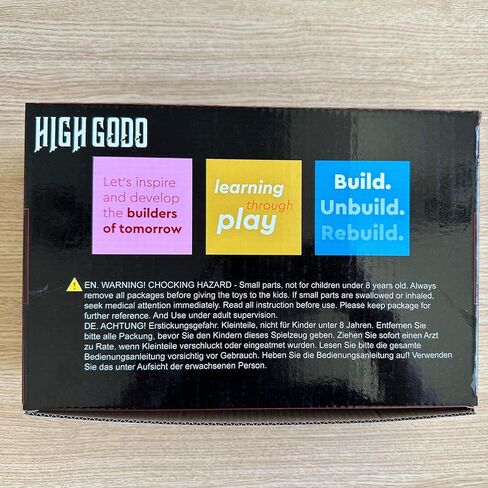 HIGH GODO
Let's inspire
and develop
the builders
of tomorrow
learning
through
play
Build.
Unbuild.
Rebuild.
EN. WARNING! CHOCKING HAZARD - Small parts, not for children under 8 years old. Always
remove all packages before giving the toys to the kids. If small parts are swallowed or inhaled,
seek medical attention immediately. Read all instruction before use. Please keep package for
further reference. And Use under adult supervision.
DE. ACHTUNG! Erstickungsgefahr. Kleinteile, nicht für Kinder unter 8 Jahren. Entfernen Sie
bitte alle Packung, bevor Sie den Kindern dieses Spielzeug geben. Ziehen Sie sofort einen Arzt
zu Rate, wenn Kleinteile verschluckt oder eingeatmet wurden. Lesen Sie bitte die gesamte
Bedienungsanleitung vorsichtig vor Gebrauch. Heben Sie die Bedienungsanleitung auf! Verwenden
Sie das unter Aufsicht der erwachsenen Person.